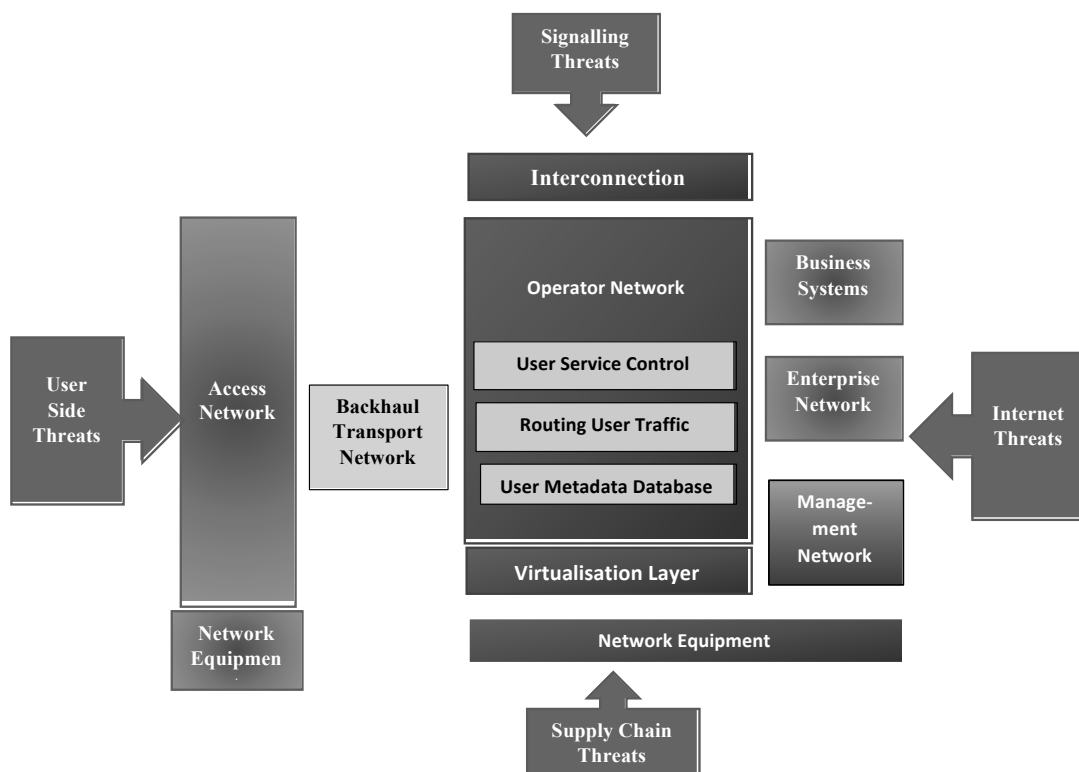 Signalling
Threats
Interconnection
Operator Network
User Service Control
Routing User Traffic
User Metadata Database
Virtualisation Layer
Business
Systems
Enterprise
Network
Manage-
ment
Network
Internet
Threats
User
Side
Threats
Access
Network
Backhaul
Transport
Network
Network
Equipmen
Network Equipment
Supply Chain
Threats